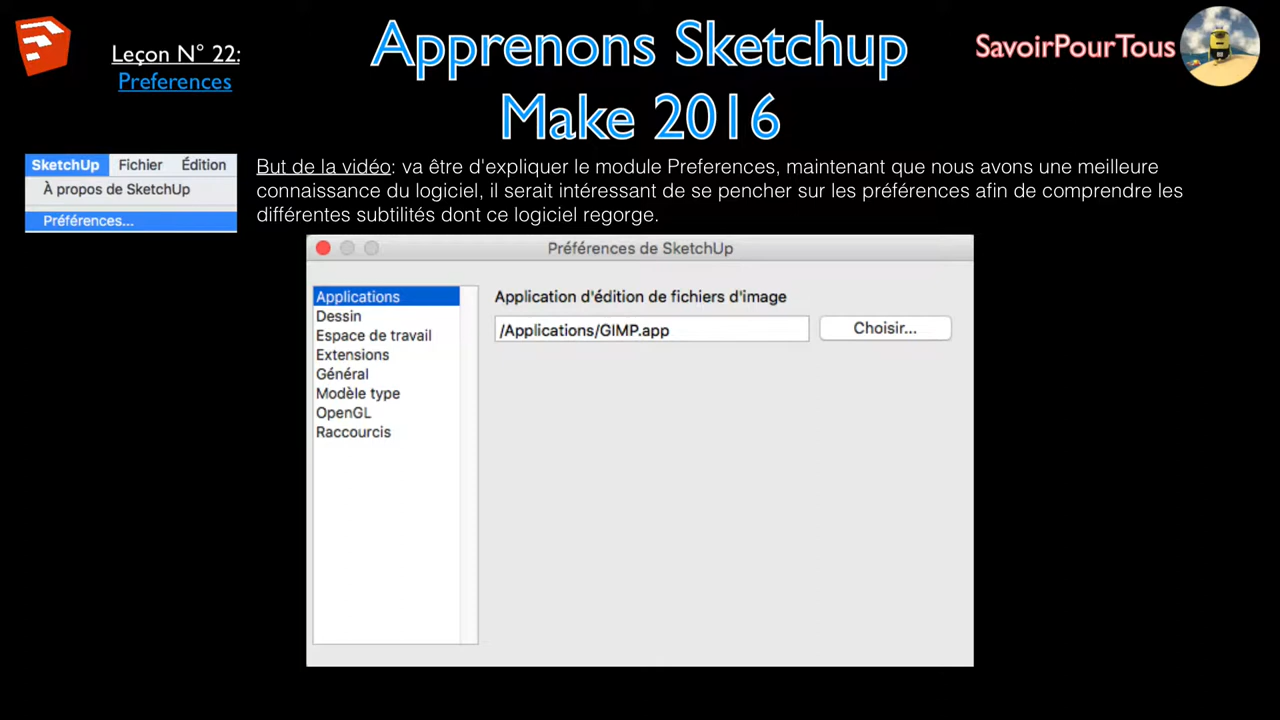 Leçon N° 22:
Preferences
Apprenons Sketchup
Make 2016
SavoirPourTous
SketchUp Fichier Édition
À propos de SketchUp
Préférences...
But de la vidéo: va être d'expliquer le module Preferences, maintenant que nous avons une meilleure
connaissance du logiciel, il serait intéressant de se pencher sur les préférences afin de comprendre les
différentes subtilités dont ce logiciel regorge.
Préférences de SketchUp
Applications
Dessin
Espace de travail
Extensions
Général
Modèle type
OpenGL
Raccourcis
Application d'édition de fichiers d'image
/Applications/GIMP.app
Choisir...